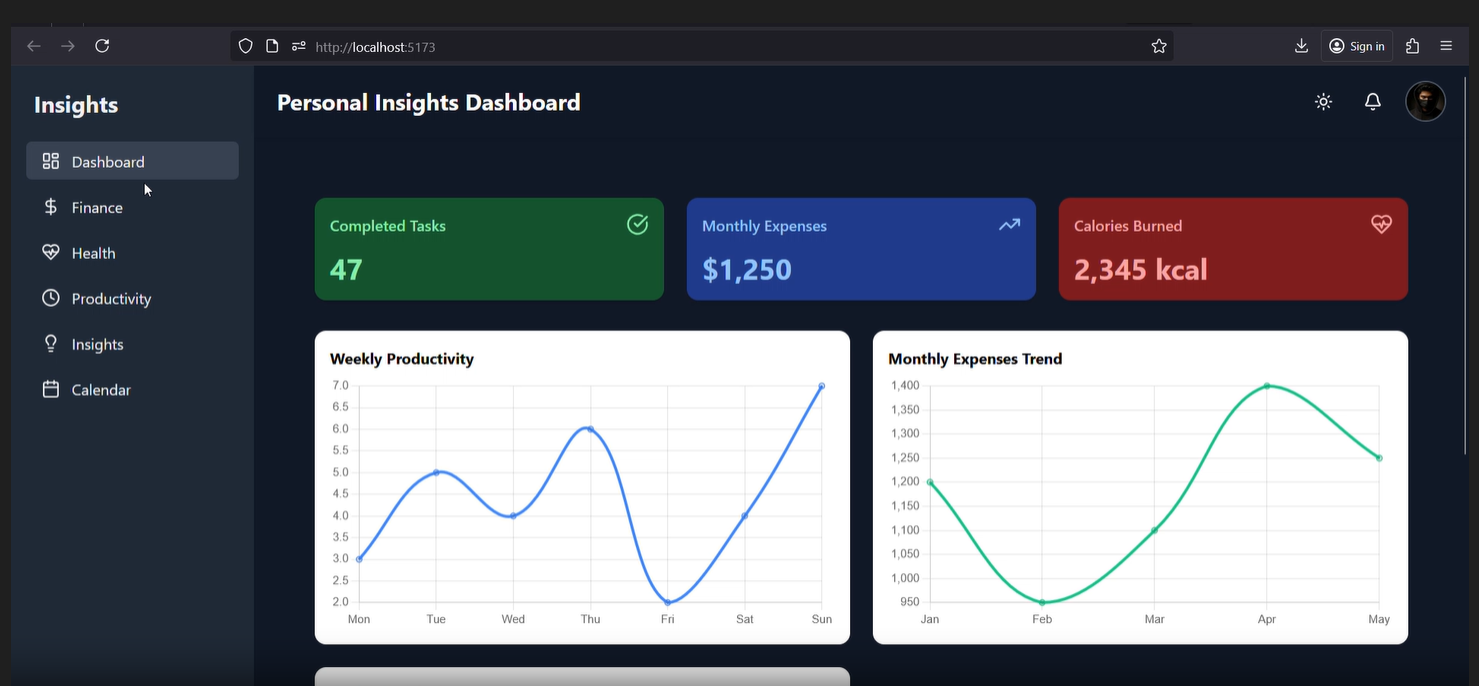 http://localhost:5173
Sign in
Insights
Dashboard
Finance
Health
Productivity
Insights
Calendar
Personal Insights Dashboard
Completed Tasks
47
Monthly Expenses
$1,250
Calories Burned
2,345 kcal
Weekly Productivity
7.0
6.5
6.0
5.5
5.0
4.5
4.0
3.5
3.0
2.5
2.0
Mon Tue Wed Thu Fri Sat Sun
Monthly Expenses Trend
1,400
1,350
1,300
1,250
1,200
1,150
1,100
1,050
1,000
950
Jan Feb Mar Apr May